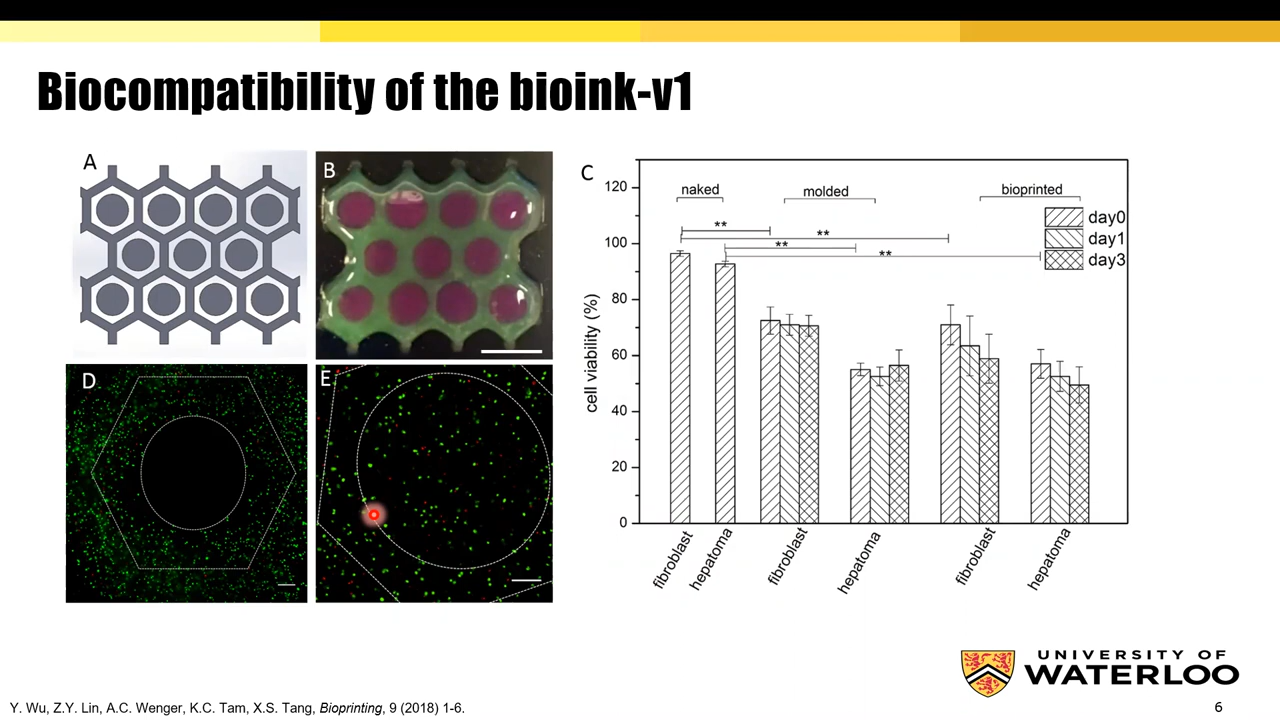 Biocompatibility of the bioink-v1
A
B
C
D
E
naked
molded
bioprinted
day0
day1
day3
**
**
**
**
cell viability (%)
120
100
80
60
40
20
0
fibroblast
hepatoma
fibroblast
hepatoma
fibroblast
hepatoma
UNIVERSITY OF
WATERLOO
Y. Wu, Z.Y. Lin, A.C. Wenger, K.C. Tam, X.S. Tang, Bioprinting, 9 (2018) 1-6.
6